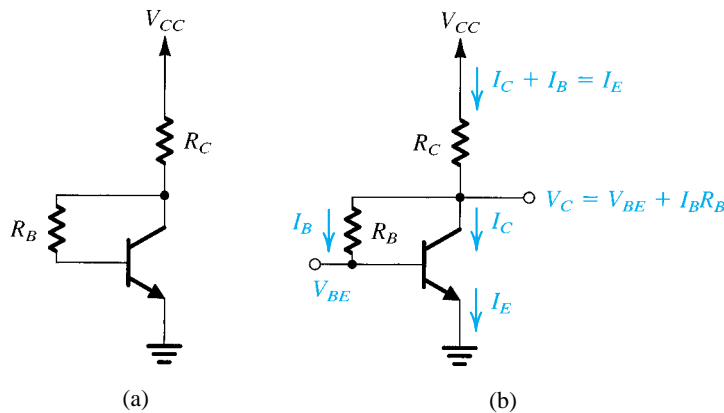 V_CC
R_C
R_B
(a)
V_CC
I_C + I_B = I_E
R_C
V_C = V_BE + I_B R_B
I_B
R_B
I_C
V_BE
I_E
(b)